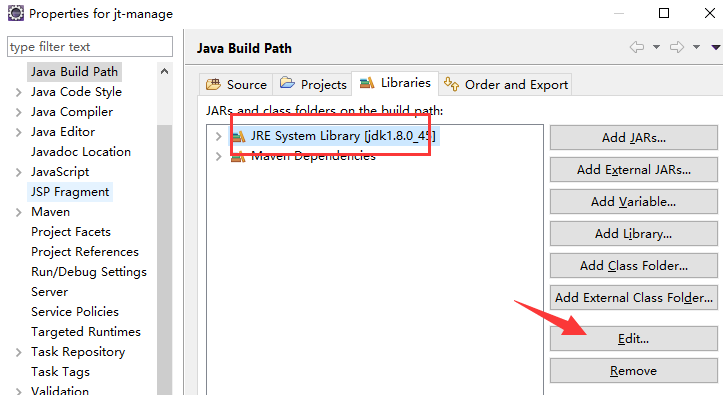 Properties for jt-manage
type filter text
Java Build Path
Java Code Style
Java Compiler
Java Editor
Javadoc Location
JavaScript
JSP Fragment
Maven
Project Facets
Project References
Run/Debug Settings
Server
Service Policies
Targeted Runtimes
Task Repository
Task Tags
Validation
Java Build Path
Source
Projects
Libraries
Order and Export
JARs and class folders on the build path:
JRE System Library [jdk1.8.0_45]
Maven Dependencies
Add JARs...
Add External JARs...
Add Variable...
Add Library...
Add Class Folder...
Add External Class Folder...
Edit...
Remove